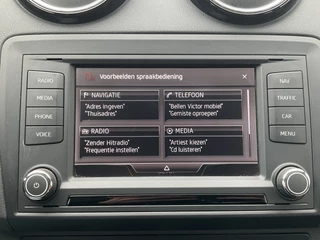 Voorbeelden spraakbediening
RADIO
MEDIA
PHONE
VOICE
NAVIGATIE
"Adres ingeven"
"Thuisadres"
TELEFOON
"Bellen Victor mobiel"
"Gemiste oproepen"
RADIO
"Zender Hitradio"
"Frequentie instellen"
MEDIA
"Artiest kiezen"
"Cd luisteren"
NAV
TRAFFIC
CAR
MENU